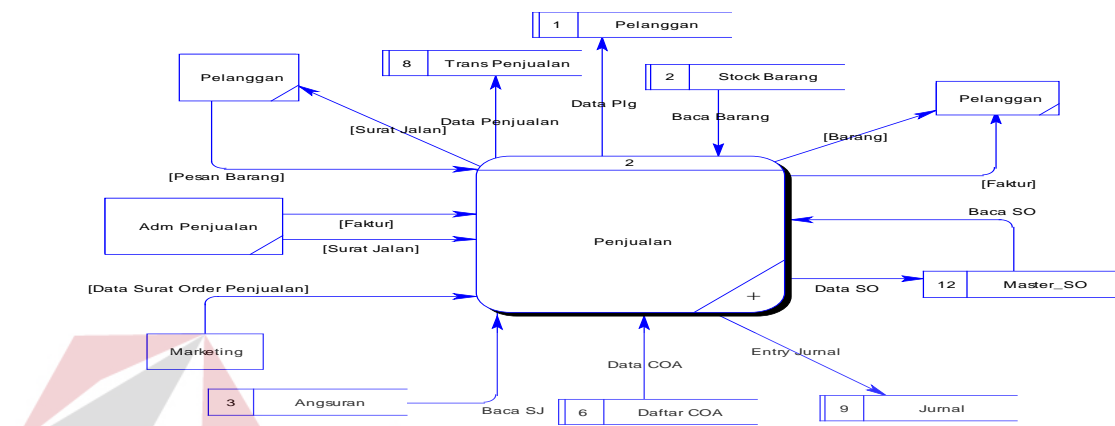 1 Pelanggan
8 Trans Penjualan
2 Stock Barang
Pelanggan
Pelanggan
Data Plg
Baca Barang
Data Penjualan
[Surat Jalan]
[Barang]
2
[Pesan Barang]
[Faktur]
Baca SO
Adm Penjualan
[Faktur]
Penjualan
[Surat Jalan]
12 Master_SO
Data SO
[Data Surat Order Penjualan]
+
Marketing
Entry Jurnal
Data COA
3 Angsuran
Baca SJ
6 Daftar COA
9 Jurnal